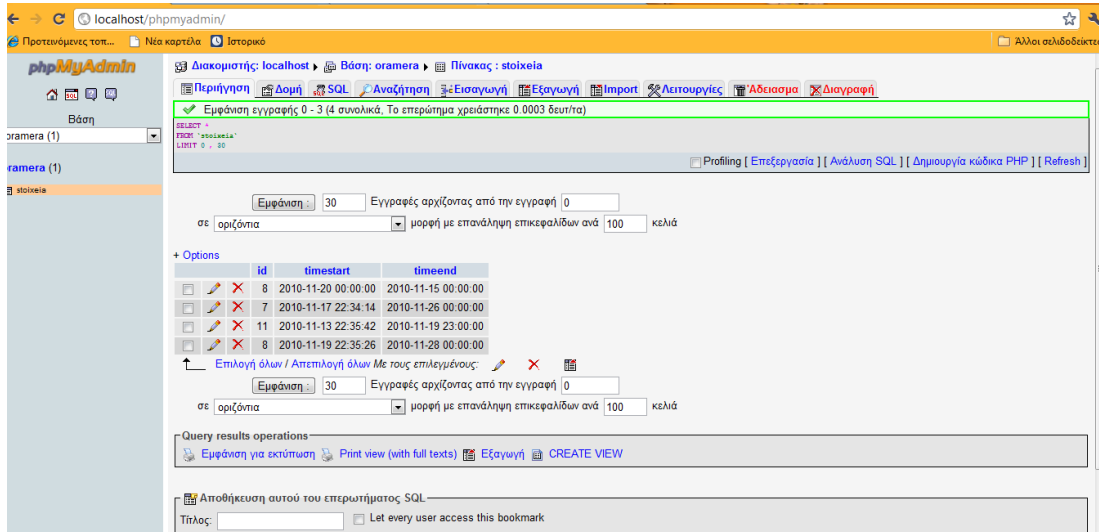 localhost/phpmyadmin/
Προτεινόμενες τοπ... Νέα καρτέλα Ιστορικό Άλλοι σελιδοδείκτες
phpMyAdmin
Βάση
oramera (1)
oramera (1)
stoixeia
Διακομιστής: localhost Βάση: oramera Πίνακας : stoixeia
Περιήγηση Δομή SQL Αναζήτηση Εισαγωγή Εξαγωγή Import Λειτουργίες Άδειασμα Διαγραφή
Εμφάνιση εγγραφής 0 - 3 (4 συνολικά, Το επερώτημα χρειάστηκε 0.0003 δευτ/τα)
SELECT *
FROM `stoixeia`
LIMIT 0 , 30
Profiling [ Επεξεργασία ] [ Ανάλυση SQL ] [ Δημιουργία κώδικα PHP ] [ Refresh ]
Εμφάνιση : 30 Εγγραφές αρχίζοντας από την εγγραφή 0
σε οριζόντια μορφή με επανάληψη επικεφαλίδων ανά 100 κελιά
+ Options
id timestart timeend
8 2010-11-20 00:00:00 2010-11-15 00:00:00
7 2010-11-17 22:34:14 2010-11-26 00:00:00
11 2010-11-13 22:35:42 2010-11-19 23:00:00
8 2010-11-19 22:35:26 2010-11-28 00:00:00
Επιλογή όλων / Απεπιλογή όλων Με τους επιλεγμένους:
Εμφάνιση : 30 Εγγραφές αρχίζοντας από την εγγραφή 0
σε οριζόντια μορφή με επανάληψη επικεφαλίδων ανά 100 κελιά
Query results operations
Εμφάνιση για εκτύπωση Print view (with full texts) Εξαγωγή CREATE VIEW
Αποθήκευση αυτού του επερωτήματος SQL
Τίτλος: Let every user access this bookmark